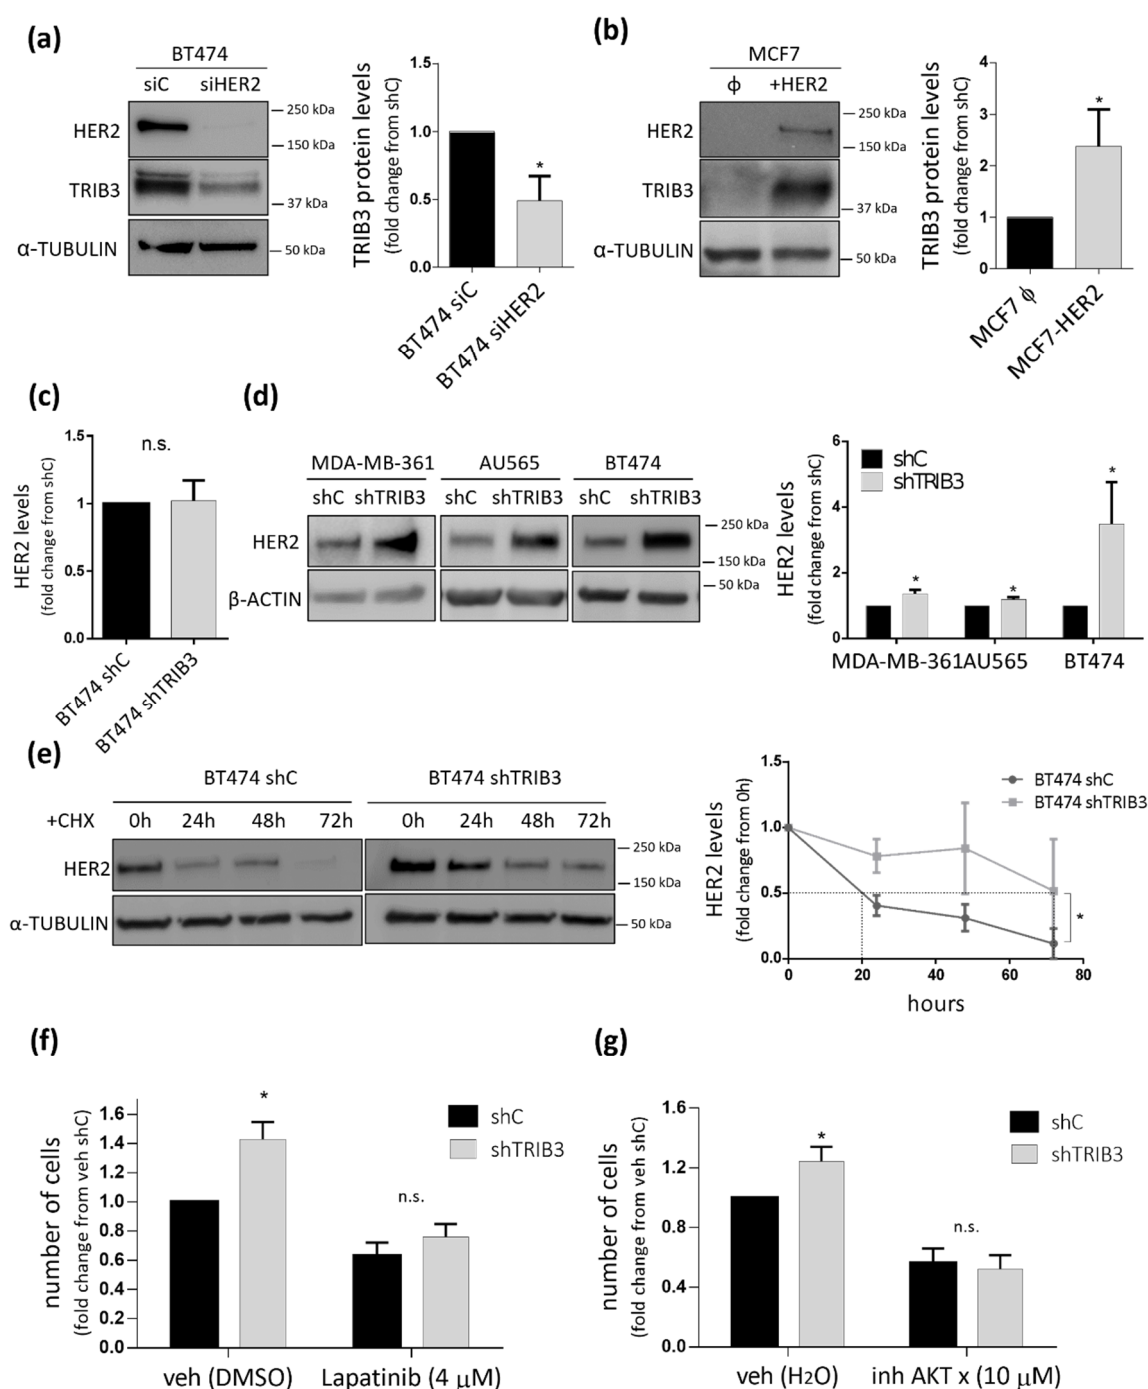 (a)
BT474
siC siHER2
HER2
250 kDa
150 kDa
TRIB3
37 kDa
α-TUBULIN
50 kDa
TRIB3 protein levels
(fold change from shC)
1.0
0.5
0.0
*
BT474 siC
BT474 siHER2
(b)
MCF7
ϕ +HER2
HER2
250 kDa
150 kDa
TRIB3
37 kDa
α-TUBULIN
50 kDa
TRIB3 protein levels
(fold change from shC)
4
2
1
0
*
MCF7 ϕ
MCF7-HER2
(c)
HER2 levels
(fold change from shC)
1.5
1
0.5
0.0
n.s.
BT474 shC
BT474 shTRIB3
(d)
MDA-MB-361 AU565 BT474
shC shTRIB3 shC shTRIB3 shC shTRIB3
HER2
250 kDa
150 kDa
β-ACTIN
50 kDa
HER2 levels
(fold change from shC)
6
4
2
0
shC
shTRIB3
* * *
MDA-MB-361 AU565 BT474
(e)
BT474 shC BT474 shTRIB3
+CHX 0h 24h 48h 72h 0h 24h 48h 72h
HER2
250 kDa
150 kDa
α-TUBULIN
50 kDa
HER2 levels
(fold change from 0h)
1.5
1.0
0.5
0.0
BT474 shC
BT474 shTRIB3
*
0 20 40 60 80
hours
(f)
number of cells
(fold change from veh shC)
1.6
1.4
1.2
1.0
0.8
0.6
0.4
0.2
0.0
*
n.s.
shC
shTRIB3
veh (DMSO) Lapatinib (4 μM)
(g)
number of cells
(fold change from veh shC)
1.6
1.2
0.8
0.4
0.0
*
n.s.
shC
shTRIB3
veh (H2O) inh AKT x (10 μM)